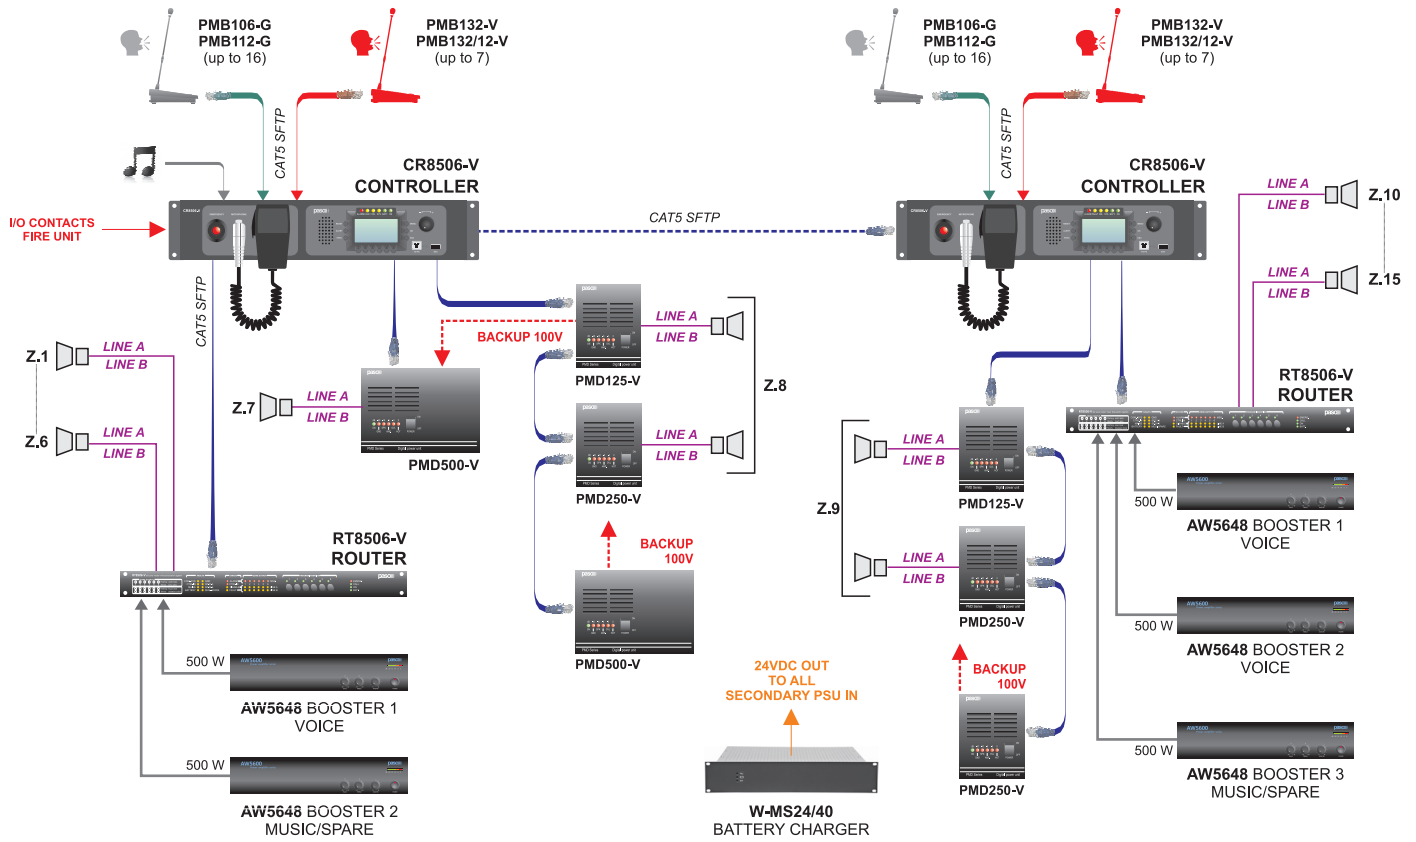 PMB106-G
PMB112-G
(up to 16)
PMB132-V
PMB132/12-V
(up to 7)
PMB106-G
PMB112-G
(up to 16)
PMB132-V
PMB132/12-V
(up to 7)
CAT5 SFTP
CAT5 SFTP
CR8506-V
CONTROLLER
CR8506-V
CONTROLLER
I/O CONTACTS
FIRE UNIT
CAT5 SFTP
LINE A
LINE B
Z.10
LINE A
LINE B
Z.15
CAT5 SFTP
BACKUP 100V
LINE A
LINE B
PMD125-V
Z.8
Z.1
LINE A
LINE B
Z.6
LINE A
LINE B
Z.7
LINE A
LINE B
PMD500-V
LINE A
LINE B
PMD250-V
RT8506-V
ROUTER
LINE A
LINE B
PMD125-V
Z.9
LINE A
LINE B
PMD250-V
500 W
AW5600
AW5648 BOOSTER 1
VOICE
RT8506-V
ROUTER
BACKUP
100V
PMD500-V
500 W
AW5600
AW5648 BOOSTER 2
VOICE
500 W
AW5600
AW5648 BOOSTER 1
VOICE
24VDC OUT
TO ALL
SECONDARY PSU IN
BACKUP
100V
PMD250-V
500 W
AW5600
AW5648 BOOSTER 3
MUSIC/SPARE
500 W
AW5600
AW5648 BOOSTER 2
MUSIC/SPARE
W-MS24/40
BATTERY CHARGER